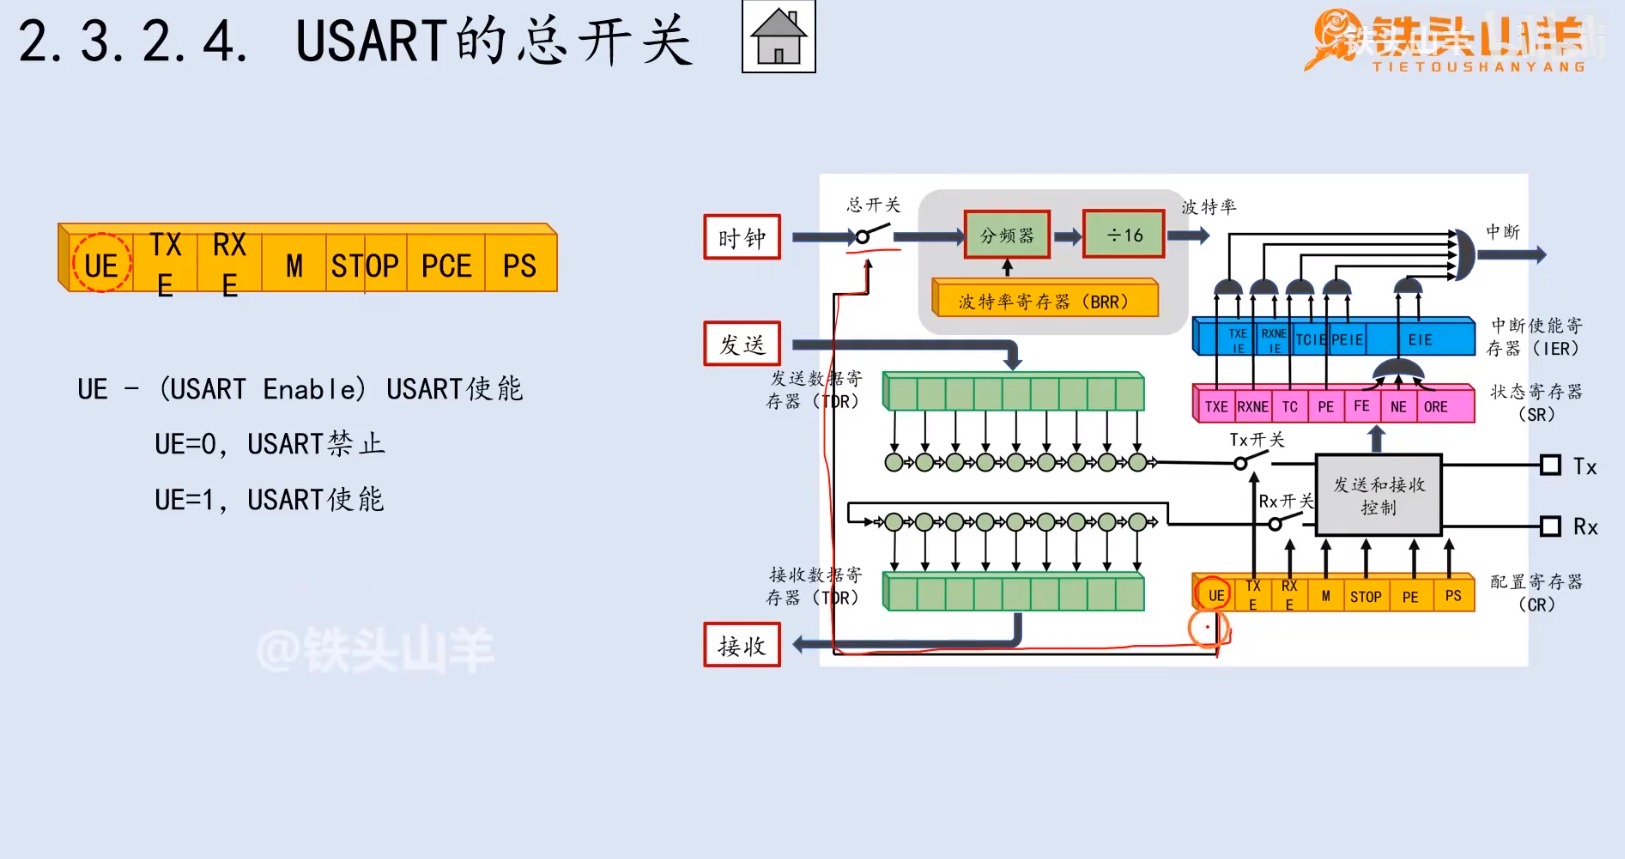 2.3.2.4. USART的总开关
铁头山羊
TIETOUSHANYANG
UE TXE RXE M STOP PCE PS
UE - (USART Enable) USART使能
UE=0, USART禁止
UE=1, USART使能
@铁头山羊
时钟
总开关
分频器
÷16
波特率
波特率寄存器（BRR）
中断
TXEIE RXNEIE TCIE PEIE EIE
中断使能寄
存器（IER）
发送
发送数据寄
存器（TDR）
TXE RXNE TC PE FE NE ORE
状态寄存器
（SR）
Tx开关
Rx开关
发送和接收
控制
Tx
Rx
接收数据寄
存器（TDR）
UE TXE RXE M STOP PE PS
配置寄存器
（CR）
接收